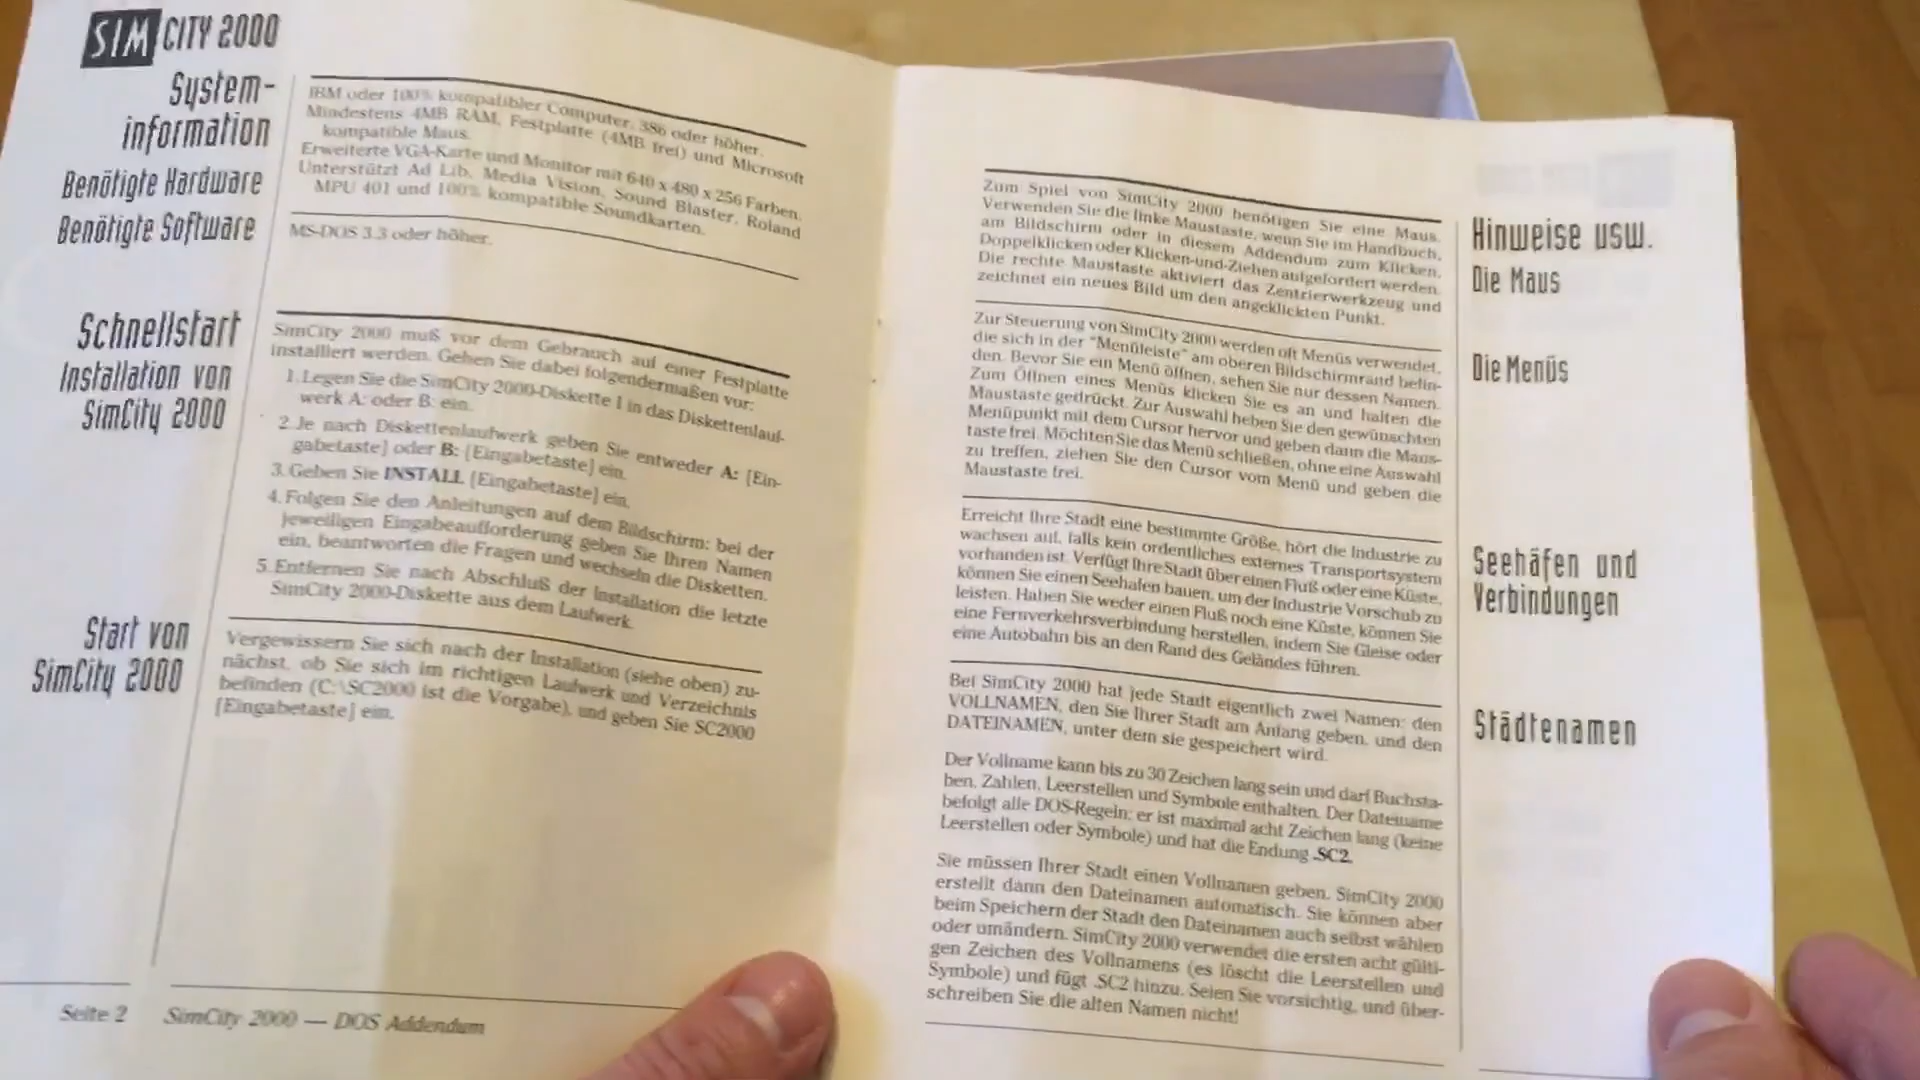 SIM CITY 2000
System-
information
Benötigte Hardware
Benötigte Software
IBM oder 100% kompatibler Computer, 386 oder höher.
Mindestens 4MB RAM, Festplatte (4MB frei) und Microsoft
kompatible Maus.
Erweiterte VGA-Karte und Monitor mit 640 x 480 x 256 Farben.
Unterstützt Ad Lib, Media Vision, Sound Blaster, Roland
MPU 401 und 100% kompatible Soundkarten.
MS-DOS 3.3 oder höher.
Schnellstart
Installation von
SimCity 2000
SimCity 2000 muß vor dem Gebrauch auf einer Festplatte
installiert werden. Gehen Sie dabei folgendermaßen vor:
1. Legen Sie die SimCity 2000-Diskette 1 in das Diskettenlauf-
werk A: oder B: ein.
2. Je nach Diskettenlaufwerk geben Sie entweder A: [Ein-
gabetaste] oder B: [Eingabetaste] ein.
3. Geben Sie INSTALL [Eingabetaste] ein.
4. Folgen Sie den Anleitungen auf dem Bildschirm; bei der
jeweiligen Eingabeaufforderung geben Sie Ihren Namen
ein, beantworten die Fragen und wechseln die Disketten.
5. Entfernen Sie nach Abschluß der Installation die letzte
SimCity 2000-Diskette aus dem Laufwerk.
Start von
SimCity 2000
Vergewissern Sie sich nach der Installation (siehe oben) zu-
nächst, ob Sie sich im richtigen Laufwerk und Verzeichnis
befinden (C:\SC2000 ist die Vorgabe), und geben Sie SC2000
[Eingabetaste] ein.
Seite 2 SimCity 2000 — DOS Addendum
Hinweise usw.
Die Maus
Zum Spiel von SimCity 2000 benötigen Sie eine Maus.
Verwenden Sie die linke Maustaste, wenn Sie im Handbuch,
am Bildschirm oder in diesem Addendum zum Klicken,
Doppelklicken oder Klicken-und-Ziehen aufgefordert werden.
Die rechte Maustaste aktiviert das Zentrierwerkzeug und
zeichnet ein neues Bild um den angeklickten Punkt.
Die Menüs
Zur Steuerung von SimCity 2000 werden oft Menüs verwendet,
die sich in der "Menüleiste" am oberen Bildschirmrand befin-
den. Bevor Sie ein Menü öffnen, sehen Sie nur dessen Namen.
Zum Öffnen eines Menüs klicken Sie es an und halten die
Maustaste gedrückt. Zur Auswahl heben Sie den gewünschten
Menüpunkt mit dem Cursor hervor und geben dann die Maus-
taste frei. Möchten Sie das Menü schließen, ohne eine Auswahl
zu treffen, ziehen Sie den Cursor vom Menü und geben die
Maustaste frei.
Seehäfen und
Verbindungen
Erreicht Ihre Stadt eine bestimmte Größe, hört die Industrie zu
wachsen auf, falls kein ordentliches externes Transportsystem
vorhanden ist. Verfügt Ihre Stadt über einen Fluß oder eine Küste,
können Sie einen Seehafen bauen, um der Industrie Vorschub zu
leisten. Haben Sie weder einen Fluß noch eine Küste, können Sie
eine Fernverkehrsverbindung herstellen, indem Sie Gleise oder
eine Autobahn bis an den Rand des Geländes führen.
Städtenamen
Bei SimCity 2000 hat jede Stadt eigentlich zwei Namen: den
VOLLNAMEN, den Sie Ihrer Stadt am Anfang geben, und den
DATEINAMEN, unter dem sie gespeichert wird.
Der Vollname kann bis zu 30 Zeichen lang sein und darf Buchsta-
ben, Zahlen, Leerstellen und Symbole enthalten. Der Dateiname
befolgt alle DOS-Regeln: er ist maximal acht Zeichen lang (keine
Leerstellen oder Symbole) und hat die Endung .SC2.
Sie müssen Ihrer Stadt einen Vollnamen geben. SimCity 2000
erstellt dann den Dateinamen automatisch. Sie können aber
beim Speichern der Stadt den Dateinamen auch selbst wählen
oder umändern. SimCity 2000 verwendet die ersten acht gülti-
gen Zeichen des Vollnamens (es löscht die Leerstellen und
Symbole) und fügt .SC2 hinzu. Seien Sie vorsichtig, und über-
schreiben Sie die alten Namen nicht!